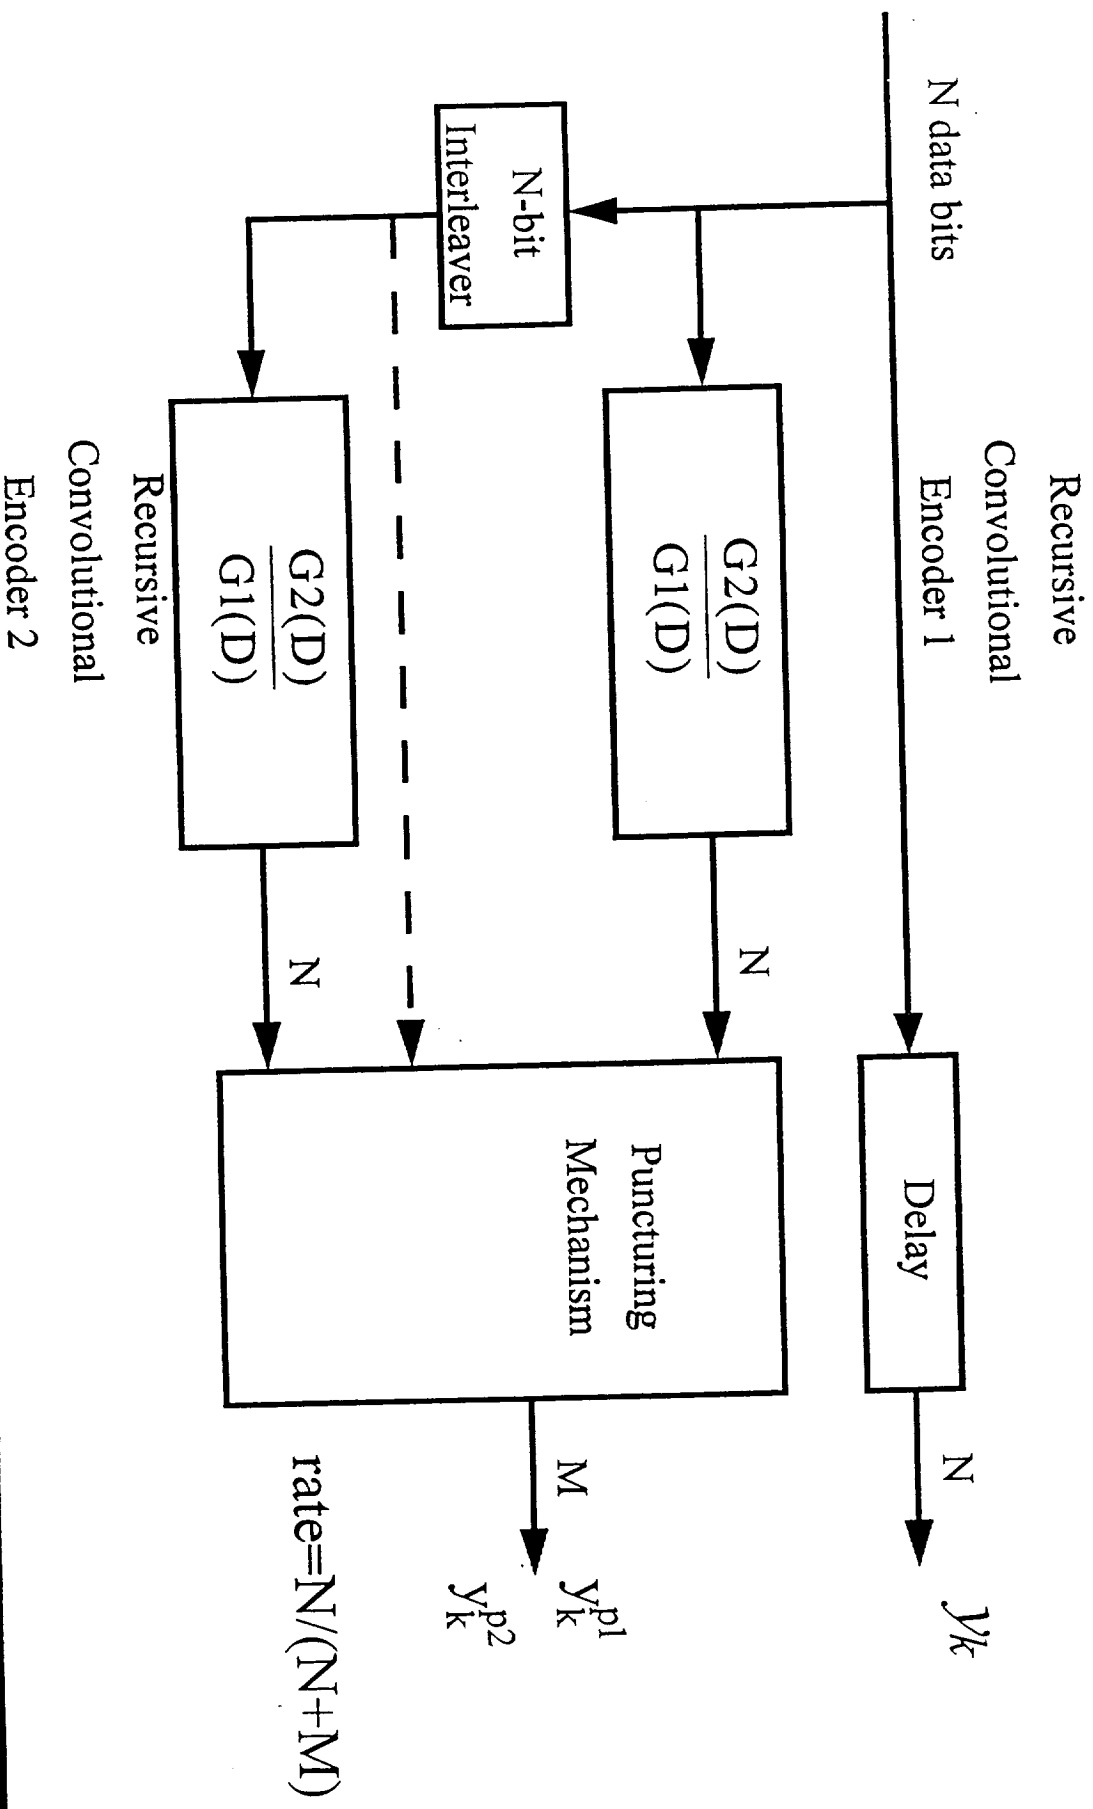 Recursive
Convolutional
Encoder 1
N data bits
Delay
N
y_k
G2(D)
G1(D)
N
N-bit
Interleaver
Puncturing
Mechanism
M
y_k^p1
y_k^p2
G2(D)
G1(D)
N
rate=N/(N+M)
Recursive
Convolutional
Encoder 2